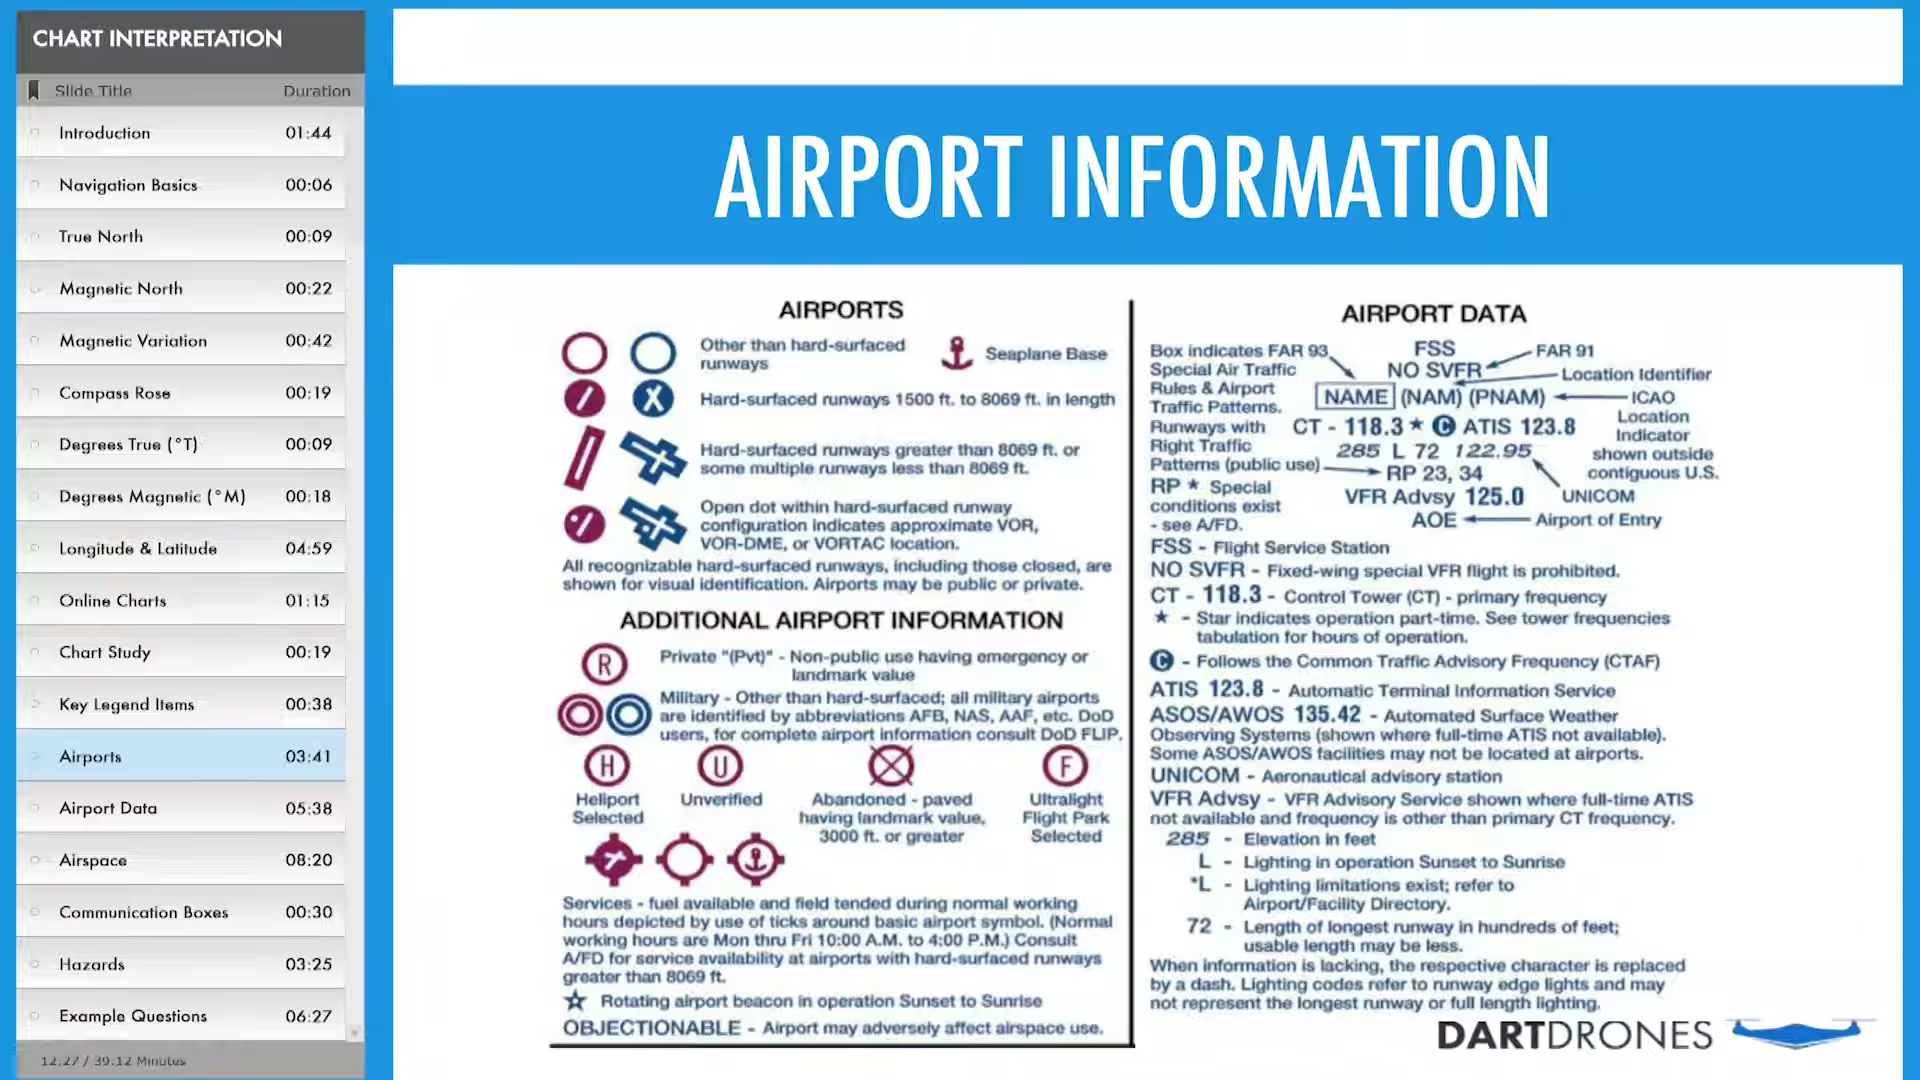 CHART INTERPRETATION
Slide Title Duration
Introduction 01:44
Navigation Basics 00:06
True North 00:09
Magnetic North 00:22
Magnetic Variation 00:42
Compass Rose 00:19
Degrees True (°T) 00:09
Degrees Magnetic (°M) 00:18
Longitude & Latitude 04:59
Online Charts 01:15
Chart Study 00:19
Key Legend Items 00:38
Airports 03:41
Airport Data 05:38
Airspace 08:20
Communication Boxes 00:30
Hazards 03:25
Example Questions 06:27
12:27 / 39:12 Minutes
AIRPORT INFORMATION
AIRPORTS
Other than hard-surfaced
runways
Seaplane Base
Hard-surfaced runways 1500 ft. to 8069 ft. in length
Hard-surfaced runways greater than 8069 ft. or
some multiple runways less than 8069 ft.
Open dot within hard-surfaced runway
configuration indicates approximate VOR,
VOR-DME, or VORTAC location.
All recognizable hard-surfaced runways, including those closed, are
shown for visual identification. Airports may be public or private.
ADDITIONAL AIRPORT INFORMATION
R
Private "(Pvt)" - Non-public use having emergency or
landmark value
Military - Other than hard-surfaced; all military airports
are identified by abbreviations AFB, NAS, AAF, etc. DoD
users, for complete airport information consult DoD FLIP.
H U F
Heliport
Selected
Unverified
Abandoned - paved
having landmark value,
3000 ft. or greater
Ultralight
Flight Park
Selected
Services - fuel available and field tended during normal working
hours depicted by use of ticks around basic airport symbol. (Normal
working hours are Mon thru Fri 10:00 A.M. to 4:00 P.M.) Consult
A/FD for service availability at airports with hard-surfaced runways
greater than 8069 ft.
Rotating airport beacon in operation Sunset to Sunrise
OBJECTIONABLE - Airport may adversely affect airspace use.
AIRPORT DATA
Box indicates FAR 93
Special Air Traffic
Rules & Airport
Traffic Patterns.
Runways with
Right Traffic
Patterns (public use)
RP ★ Special
conditions exist
- see A/FD.
FSS
NO SVFR
NAME (NAM) (PNAM)
CT - 118.3 ★ C ATIS 123.8
285 L 72 122.95
RP 23, 34
VFR Advsy 125.0
AOE
FAR 91
Location Identifier
ICAO
Location
Indicator
shown outside
contiguous U.S.
UNICOM
Airport of Entry
FSS - Flight Service Station
NO SVFR - Fixed-wing special VFR flight is prohibited.
CT - 118.3 - Control Tower (CT) - primary frequency
★ - Star indicates operation part-time. See tower frequencies
tabulation for hours of operation.
C - Follows the Common Traffic Advisory Frequency (CTAF)
ATIS 123.8 - Automatic Terminal Information Service
ASOS/AWOS 135.42 - Automated Surface Weather
Observing Systems (shown where full-time ATIS not available).
Some ASOS/AWOS facilities may not be located at airports.
UNICOM - Aeronautical advisory station
VFR Advsy - VFR Advisory Service shown where full-time ATIS
not available and frequency is other than primary CT frequency.
285 - Elevation in feet
L - Lighting in operation Sunset to Sunrise
*L - Lighting limitations exist; refer to
Airport/Facility Directory.
72 - Length of longest runway in hundreds of feet;
usable length may be less.
When information is lacking, the respective character is replaced
by a dash. Lighting codes refer to runway edge lights and may
not represent the longest runway or full length lighting.
DARTDRONES